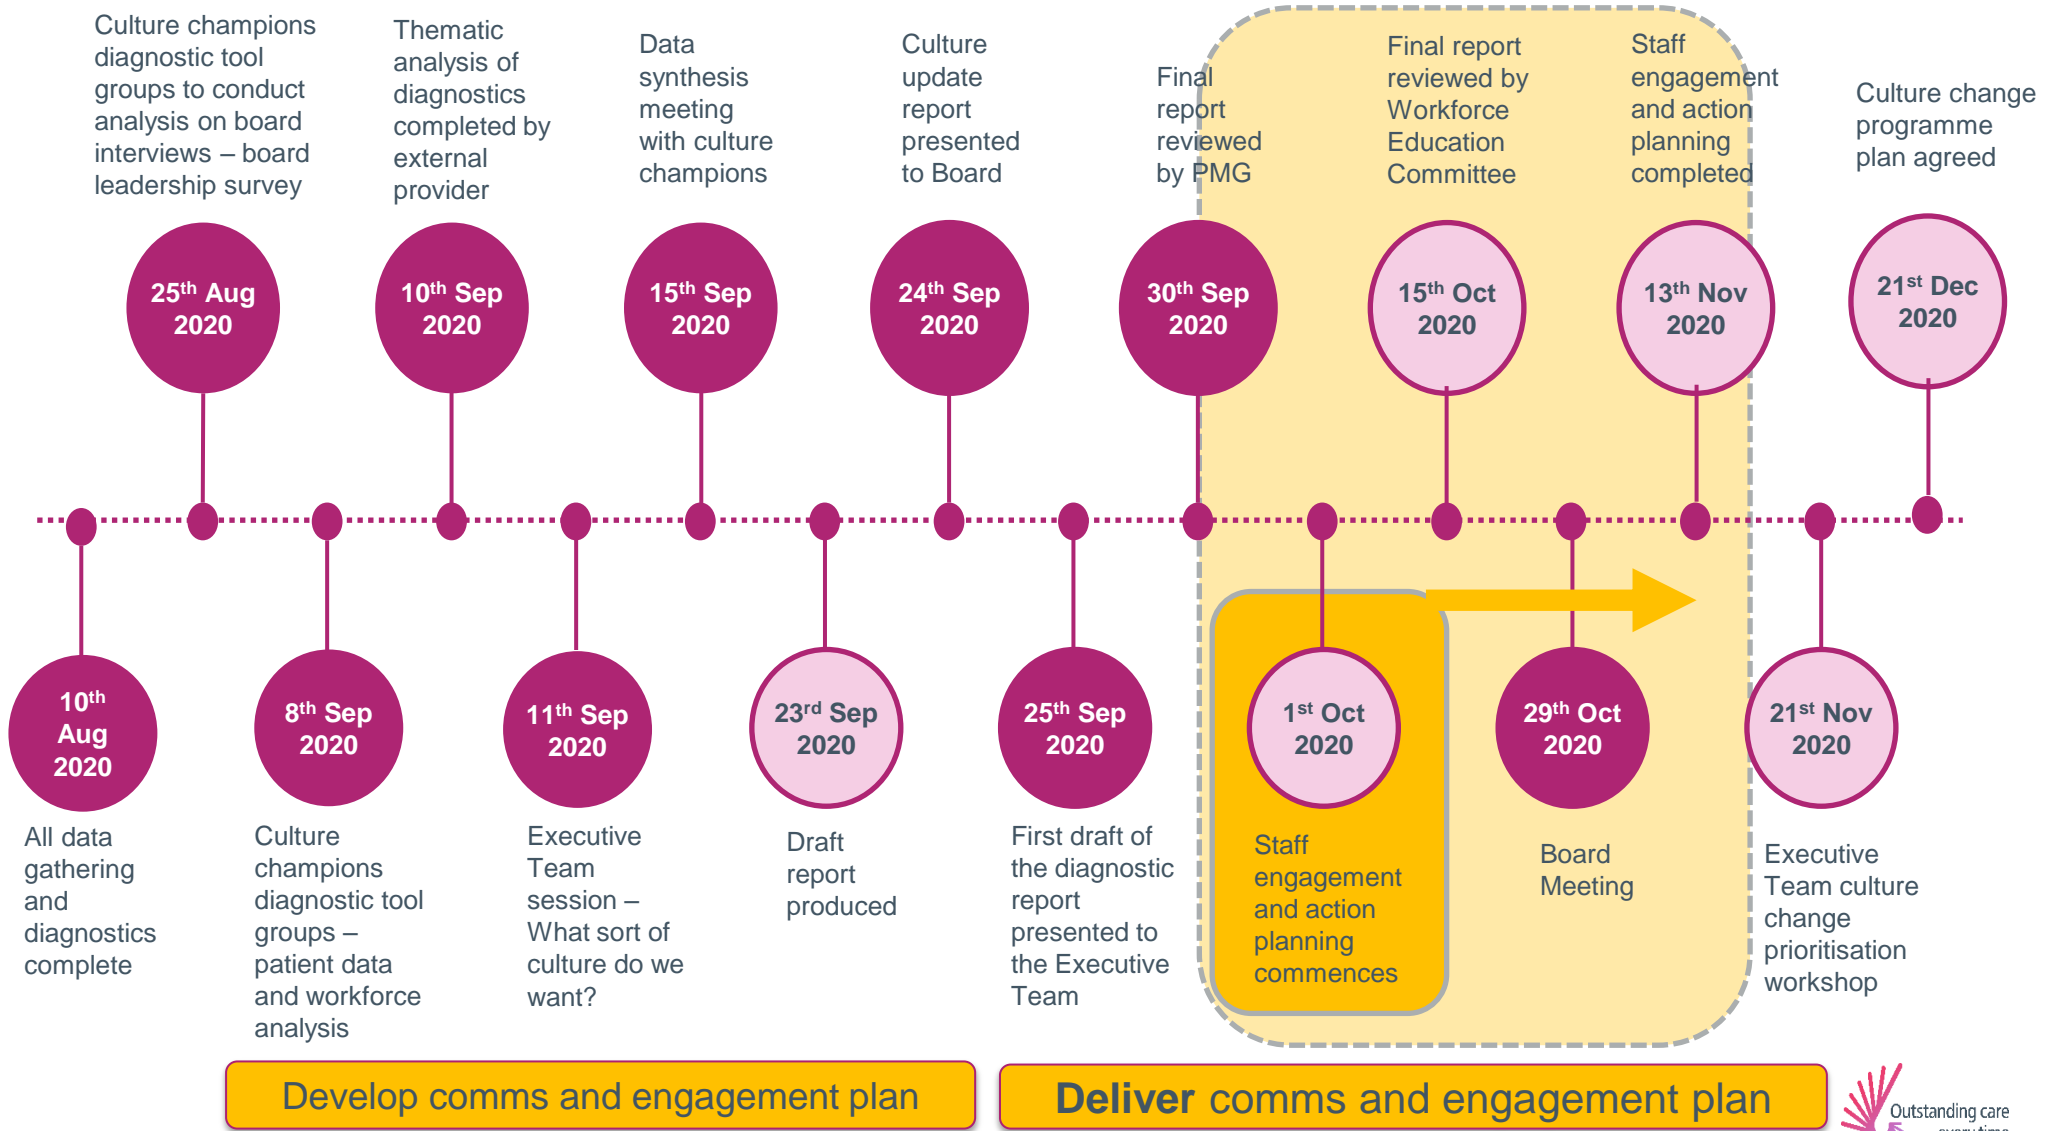 Culture champions
diagnostic tool
groups to conduct
analysis on board
interviews – board
leadership survey
Thematic
analysis of
diagnostics
completed by
external
provider
Data
synthesis
meeting
with culture
champions
Culture
update
report
presented
to Board
Final
report
reviewed
by PMG
Final report
reviewed by
Workforce
Education
Committee
Staff
engagement
and action
planning
completed
Culture change
programme
plan agreed
25th Aug
2020
10th Sep
2020
15th Sep
2020
24th Sep
2020
30th Sep
2020
15th Oct
2020
13th Nov
2020
21st Dec
2020
10th
Aug
2020
8th Sep
2020
11th Sep
2020
23rd Sep
2020
25th Sep
2020
1st Oct
2020
29th Oct
2020
21st Nov
2020
All data
gathering
and
diagnostics
complete
Culture
champions
diagnostic tool
groups –
patient data
and workforce
analysis
Executive
Team
session –
What sort of
culture do we
want?
Draft
report
produced
First draft of
the diagnostic
report
presented to
the Executive
Team
Staff
engagement
and action
planning
commences
Board
Meeting
Executive
Team culture
change
prioritisation
workshop
Develop comms and engagement plan
Deliver comms and engagement plan
Outstanding care
every time